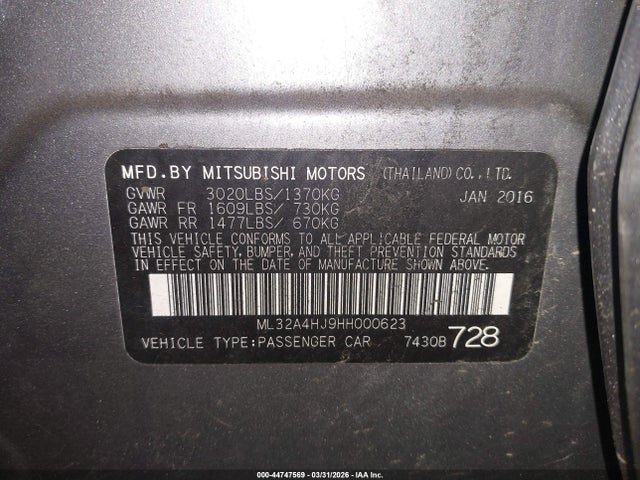 MFD.BY MITSUBISHI MOTORS (THAILAND)CO.,LTD.
GVWR 3020LBS/1370KG JAN 2016
GAWR FR 1609LBS/ 730KG
GAWR RR 1477LBS/ 670KG
THIS VEHICLE CONFORMS TO ALL APPLICABLE FEDERAL MOTOR
VEHICLE SAFETY, BUMPER, AND THEFT PREVENTION STANDARDS
IN EFFECT ON THE DATE OF MANUFACTURE SHOWN ABOVE.
ML32A4HJ9HH000623
VEHICLE TYPE:PASSENGER CAR 7430B 728
000-44747569 | 03/31/2026 | IAA Inc.